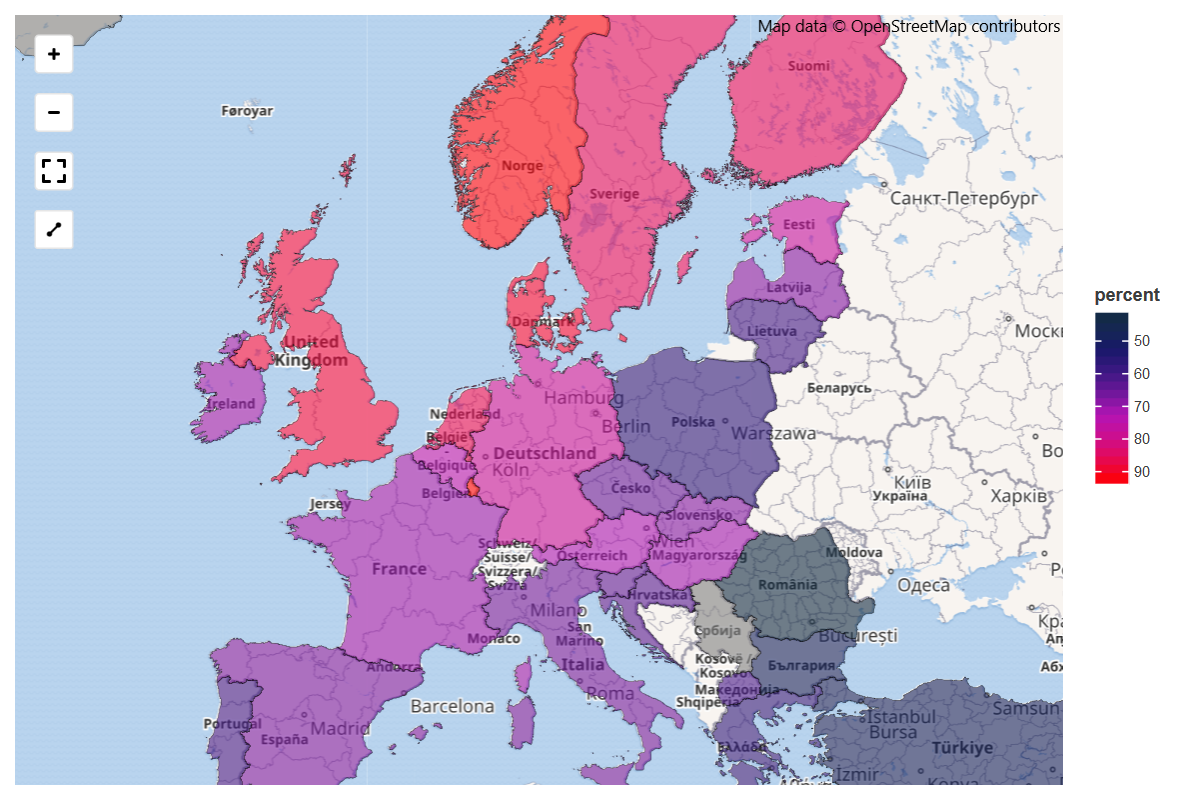 Map data © OpenStreetMap contributors
+
−
Føroyar
Suomi
Norge
Sverige
Санкт-Петербург
Eesti
Latvija
Danmark
Lietuva
United
Kingdom
Беларусь
Ireland
Nederland
Hamburg
Berlin
Polska
Warszawa
België
Belgique
Belgien
Deutschland
Köln
Česko
Київ
Україна
Харків
Jersey
Slovensko
Wien
Schweiz/
Suisse/
Svizzera/
Svizra
Österreich
Magyarország
Moldova
France
România
Одеса
Hrvatska
Milano
San
Marino
Monaco
Србија
București
Andorra
Italia
Kosovë /
Kosovo
България
Македонија
Shqipëria
Roma
Barcelona
Portugal
Madrid
España
Ελλάδα
İstanbul
Bursa
Samsun
Türkiye
İzmir
percent
50
60
70
80
90